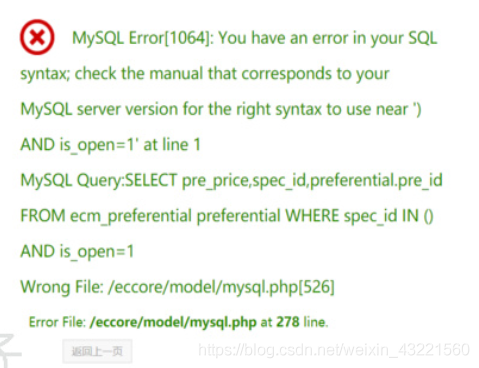 MySQL Error[1064]: You have an error in your SQL
syntax; check the manual that corresponds to your
MySQL server version for the right syntax to use near ')
AND is_open=1' at line 1
MySQL Query:SELECT pre_price,spec_id,preferential.pre_id
FROM ecm_preferential preferential WHERE spec_id IN ()
AND is_open=1
Wrong File: /eccore/model/mysql.php[526]
Error File: /eccore/model/mysql.php at 278 line.
返回上一页
https://blog.csdn.net/weixin_43221560